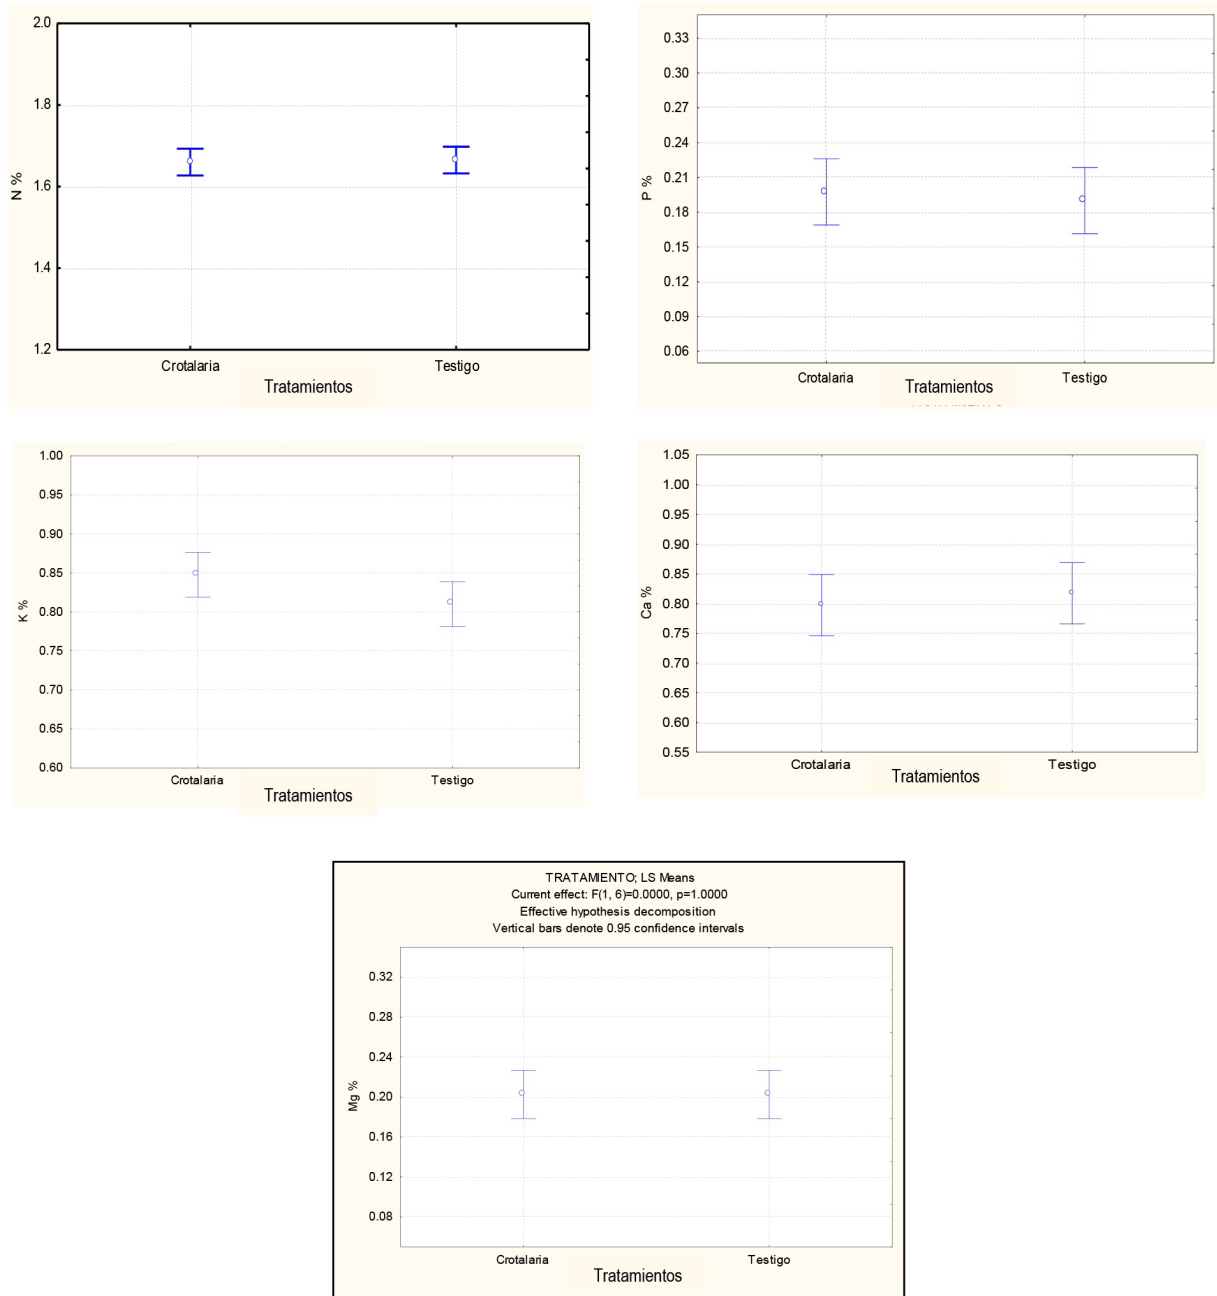 N %
2.0
1.8
1.6
1.4
1.2
Crotalaria
Testigo
Tratamientos
P %
0.33
0.30
0.27
0.24
0.21
0.18
0.15
0.12
0.09
0.06
Crotalaria
Testigo
Tratamientos
K %
1.00
0.95
0.90
0.85
0.80
0.75
0.70
0.65
0.60
Crotalaria
Testigo
Tratamientos
Ca %
1.05
1.00
0.95
0.90
0.85
0.80
0.75
0.70
0.65
0.60
0.55
Crotalaria
Testigo
Tratamientos
TRATAMIENTO; LS Means
Current effect: F(1, 6)=0.0000, p=1.0000
Effective hypothesis decomposition
Vertical bars denote 0.95 confidence intervals
Mg %
0.32
0.28
0.24
0.20
0.16
0.12
0.08
Crotalaria
Testigo
Tratamientos